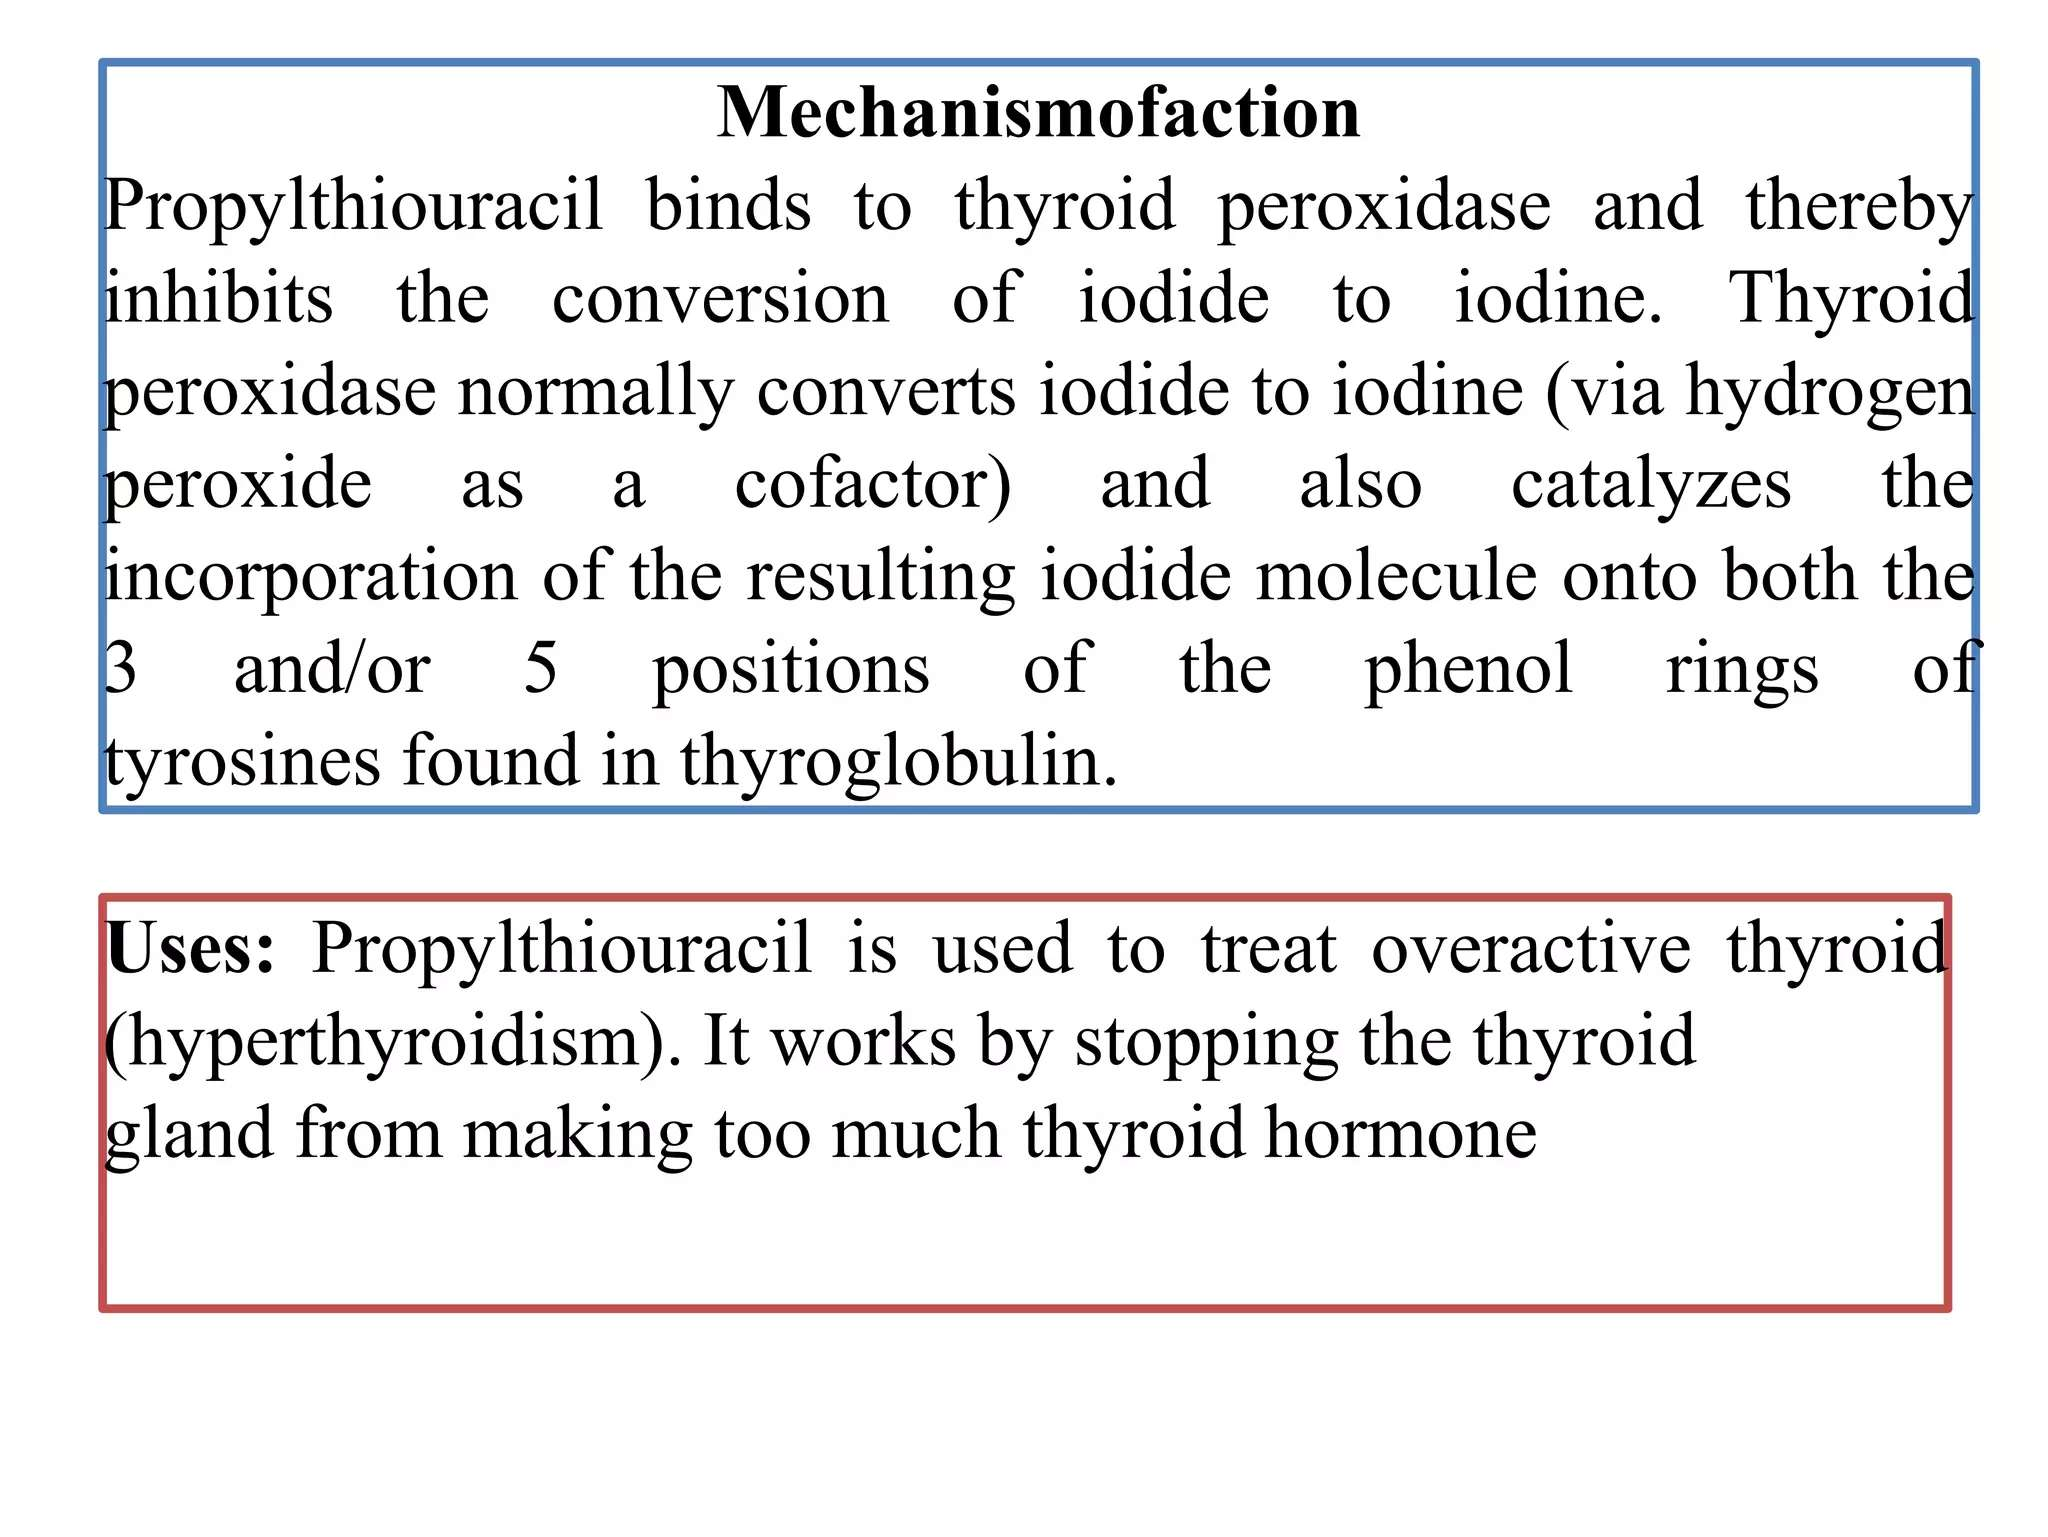 Mechanismofaction
Propylthiouracil binds to thyroid peroxidase and thereby
inhibits the conversion of iodide to iodine. Thyroid
peroxidase normally converts iodide to iodine (via hydrogen
peroxide as a cofactor) and also catalyzes the
incorporation of the resulting iodide molecule onto both the
3 and/or 5 positions of the phenol rings of
tyrosines found in thyroglobulin.
Uses: Propylthiouracil is used to treat overactive thyroid
(hyperthyroidism). It works by stopping the thyroid
gland from making too much thyroid hormone